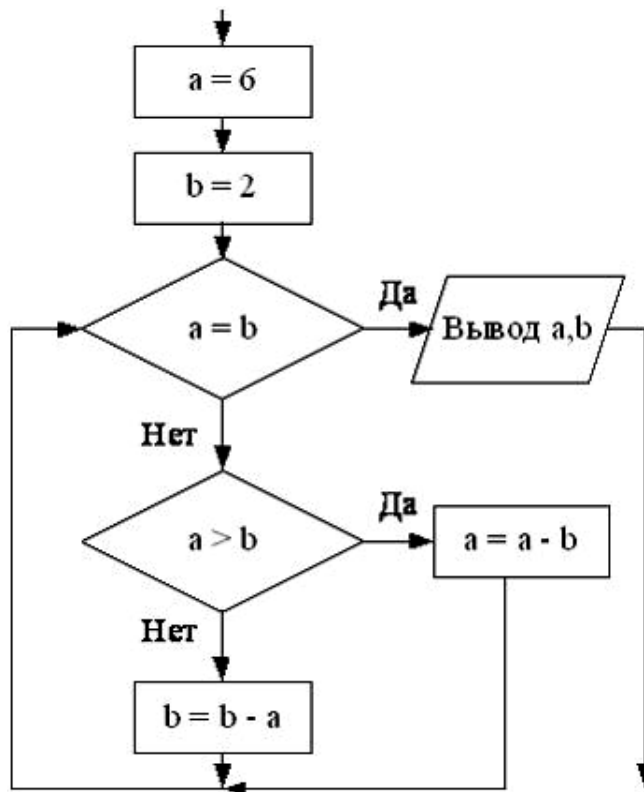 a = 6
b = 2
a = b
Да
Вывод a,b
Нет
a > b
Да
a = a - b
Нет
b = b - a